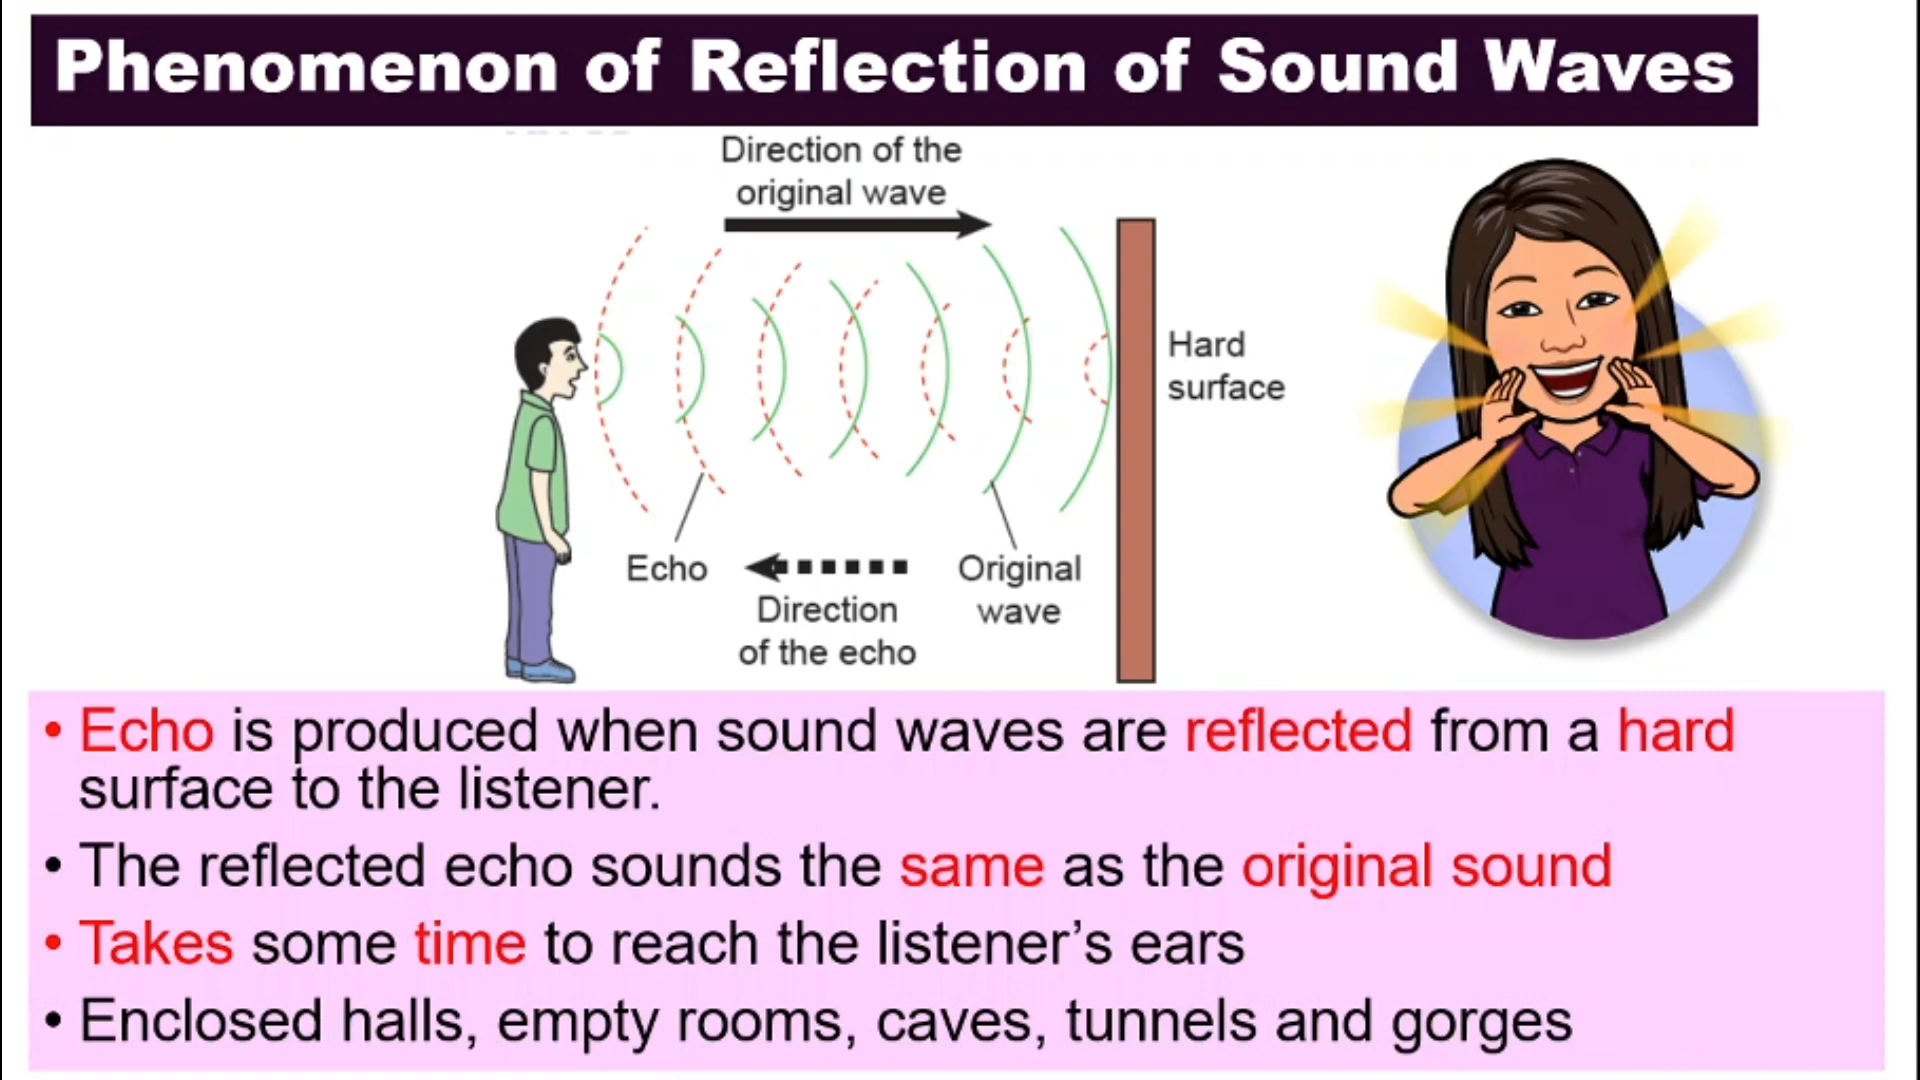 Phenomenon of Reflection of Sound Waves
Direction of the
original wave
Hard
surface
Echo
Original
wave
Direction
of the echo
• Echo is produced when sound waves are reflected from a hard
surface to the listener.
• The reflected echo sounds the same as the original sound
• Takes some time to reach the listener’s ears
• Enclosed halls, empty rooms, caves, tunnels and gorges